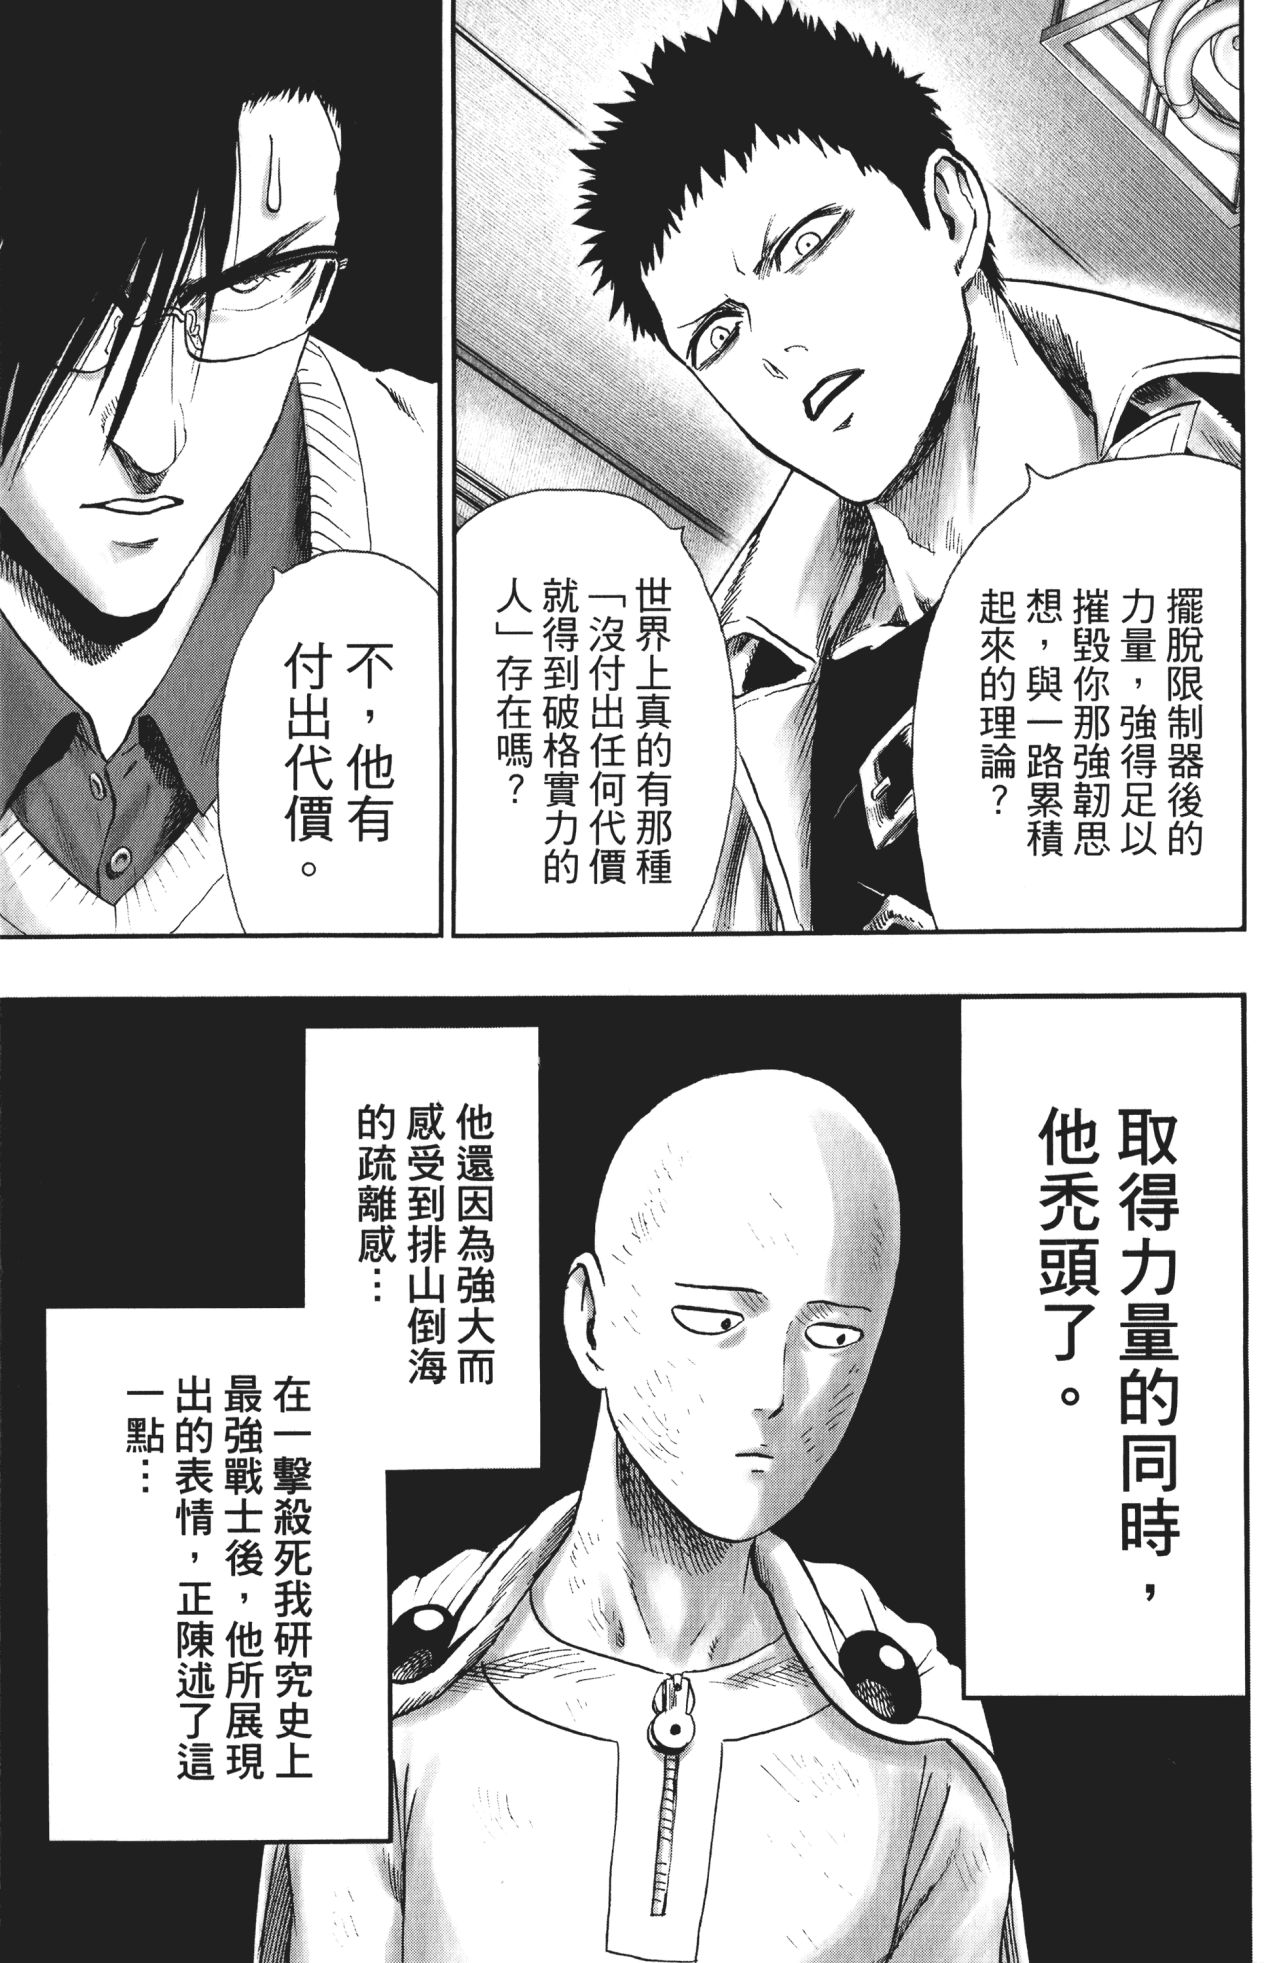 擺脫限制器後的
力量，強得足以
摧毀你那強韌思
想，與一路累積
起來的理論？
世界上真的有那種
「沒付出任何代價
就得到破格實力的
人」存在嗎？
不，他有
付出代價。
取得力量的同時，
他禿頭了。
他還因為強大而
感受到排山倒海
的疏離感…
在一擊殺死我研究史上
最強戰士後，他所展現
出的表情，正陳述了這
一點…